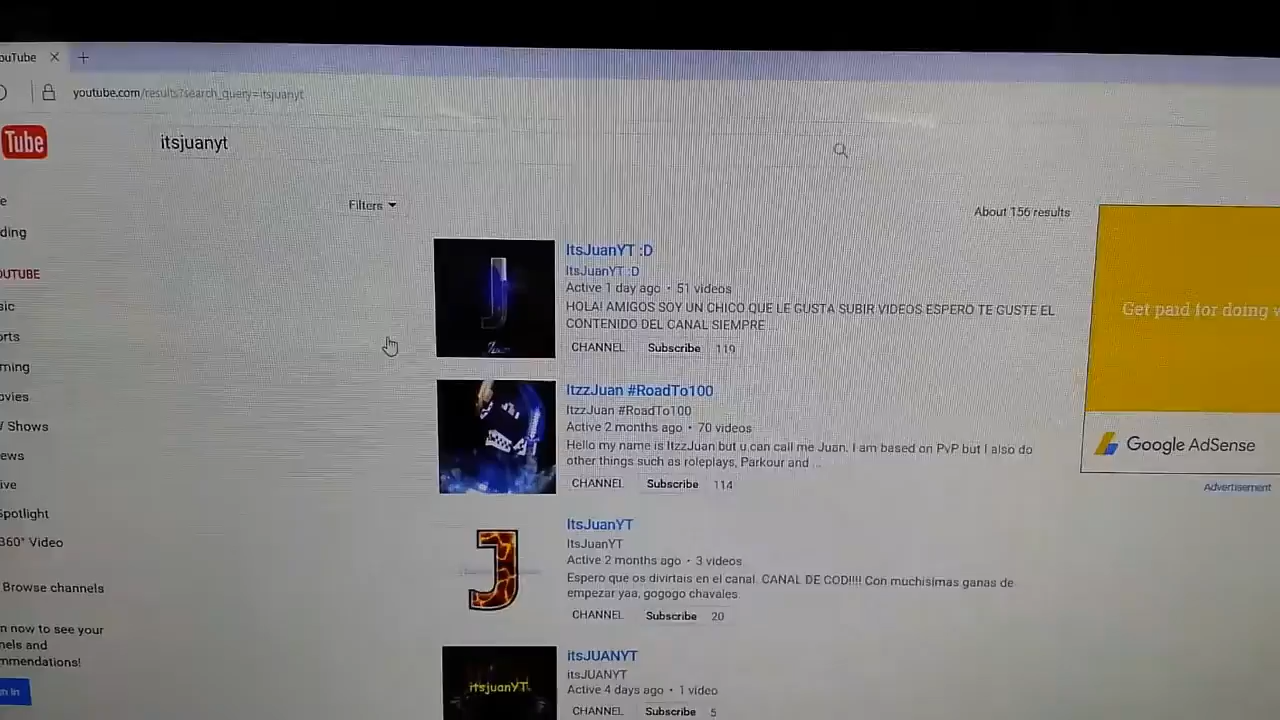 ouTube
youtube.com/results?search_query=itsjuanyt
Tube
itsjuanyt
Filters
About 156 results
e
ding
OUTUBE
sic
orts
ming
ovies
V Shows
ews
ive
Spotlight
360° Video
Browse channels
n now to see your
nels and
mmendations!
gn in
J
ItsJuanYT :D
ItsJuanYT :D
Active 1 day ago • 51 videos
HOLA! AMIGOS SOY UN CHICO QUE LE GUSTA SUBIR VIDEOS ESPERO TE GUSTE EL
CONTENIDO DEL CANAL SIEMPRE ...
CHANNEL Subscribe 119
ItzzJuan #RoadTo100
ItzzJuan #RoadTo100
Active 2 months ago • 70 videos
Hello my name is ItzzJuan but u can call me Juan. I am based on PvP but I also do
other things such as roleplays, Parkour and ...
CHANNEL Subscribe 114
J
ItsJuanYT
ItsJuanYT
Active 2 months ago • 3 videos
Espero que os divirtais en el canal. CANAL DE COD!!!! Con muchisimas ganas de
empezar yaa, gogogo chavales.
CHANNEL Subscribe 20
itsjuanYT
itsJUANYT
itsJUANYT
Active 4 days ago • 1 video
CHANNEL Subscribe 5
Get paid for doing
Google AdSense
Advertisement